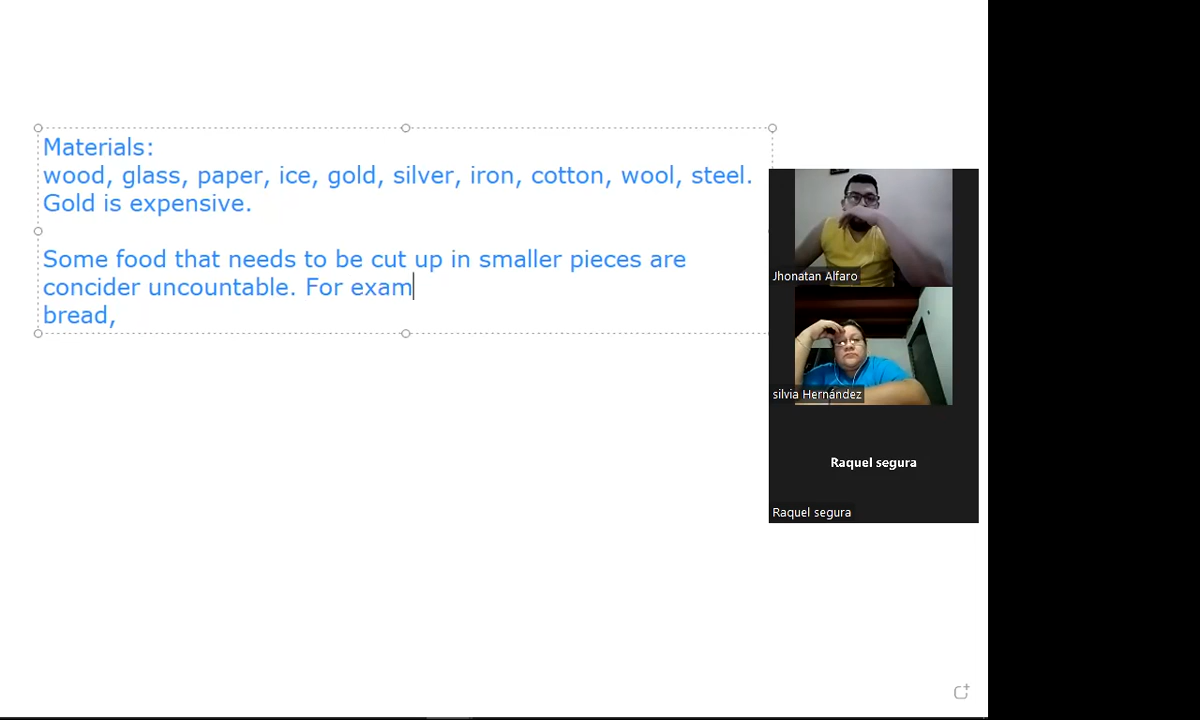 Materials:
wood, glass, paper, ice, gold, silver, iron, cotton, wool, steel.
Gold is expensive.
Some food that needs to be cut up in smaller pieces are
concider uncountable. For exam
bread,
Jhonatan Alfaro
silvia Hernández
Raquel segura
Raquel segura